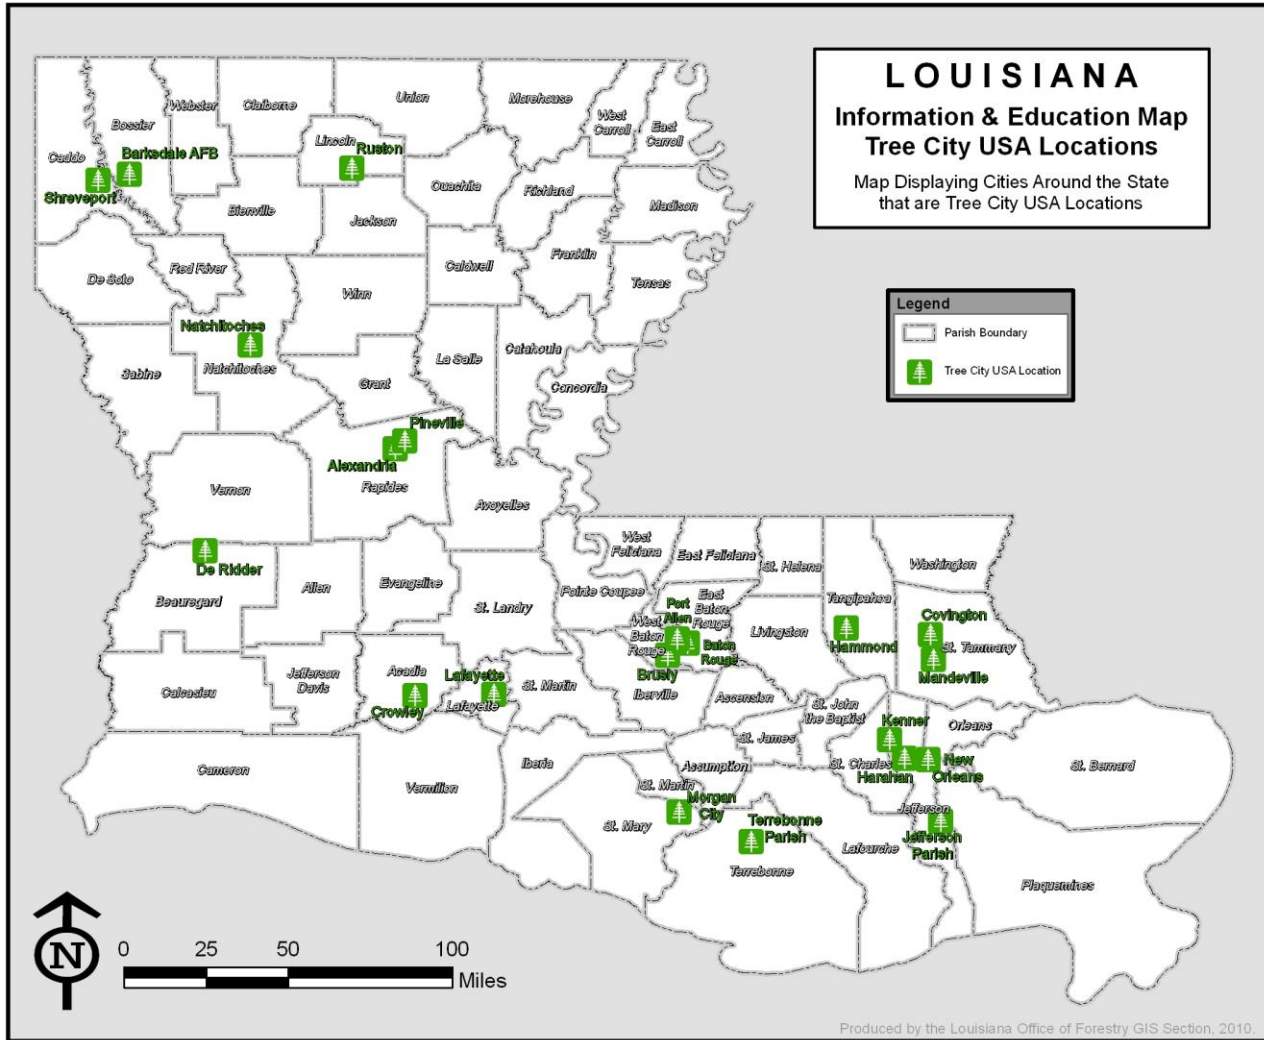 LOUISIANA
Information & Education Map
Tree City USA Locations
Map Displaying Cities Around the State
that are Tree City USA Locations
Legend
Parish Boundary
Tree City USA Location
Caddo
Bossier
Webster
Claiborne
Union
Morehouse
West
Carroll
East
Carroll
Lincoln
Ruston
Barksdale AFB
Shreveport
Bienville
Jackson
Ouachita
Richland
Madison
De Soto
Red River
Winn
Caldwell
Franklin
Tensas
Natchitoches
Natchitoches
Sabine
Grant
La Salle
Catahoula
Concordia
Pineville
Alexandria
Rapides
Vernon
Avoyelles
De Ridder
Beauregard
Allen
Evangeline
St. Landry
Pointe Coupee
West
Feliciana
East Feliciana
St. Helena
Tangipahoa
Washington
East
Baton
Rouge
Port
Allen
West
Baton
Rouge
Baton
Rouge
Brusly
Livingston
Hammond
Covington
St. Tammany
Mandeville
Calcasieu
Jefferson
Davis
Acadia
Crowley
Lafayette
Lafayette
St. Martin
Iberville
Ascension
St. John
the Baptist
Kenner
Orleans
St. James
St. Charles
Harahan
New
Orleans
St. Bernard
Cameron
Vermilion
Iberia
Assumption
St. Martin
Morgan
City
St. Mary
Terrebonne
Parish
Terrebonne
Lafourche
Jefferson
Jefferson
Parish
Plaquemines
N
0 25 50 100
Miles
Produced by the Louisiana Office of Forestry GIS Section, 2010.